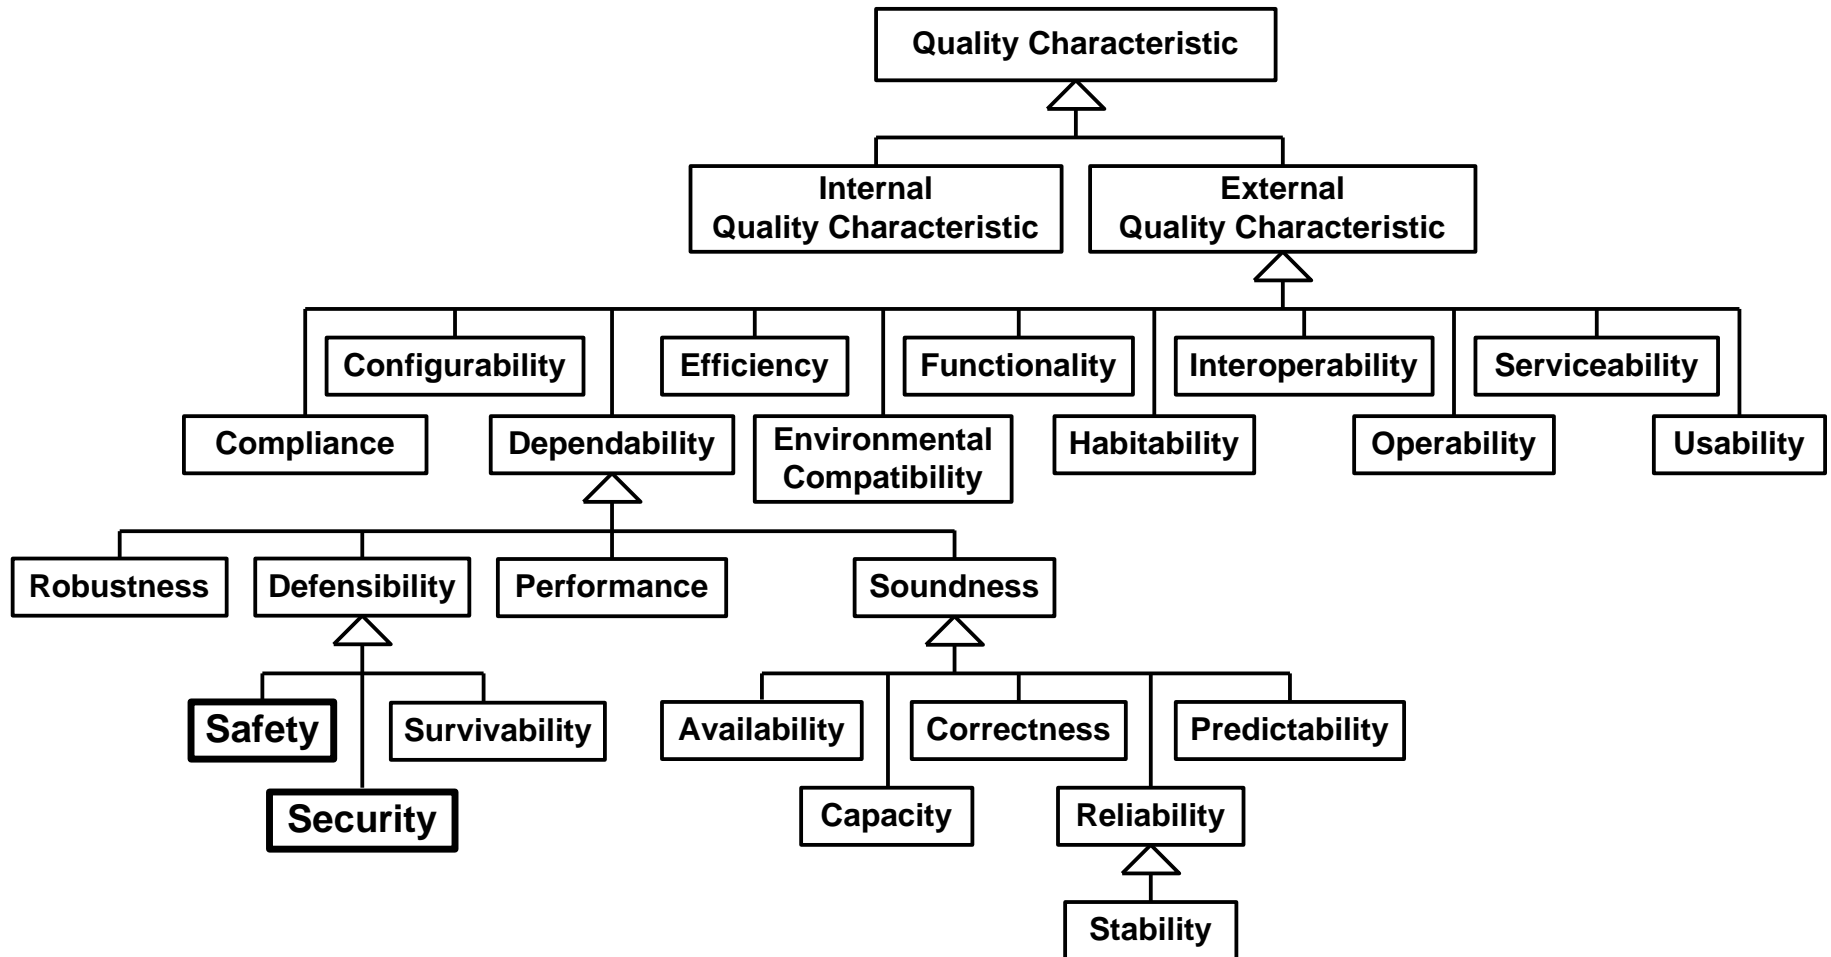 Quality Characteristic
Internal
Quality Characteristic
External
Quality Characteristic
Configurability
Efficiency
Functionality
Interoperability
Serviceability
Compliance
Dependability
Environmental
Compatibility
Habitability
Operability
Usability
Robustness
Defensibility
Performance
Soundness
Safety
Survivability
Availability
Correctness
Predictability
Security
Capacity
Reliability
Stability